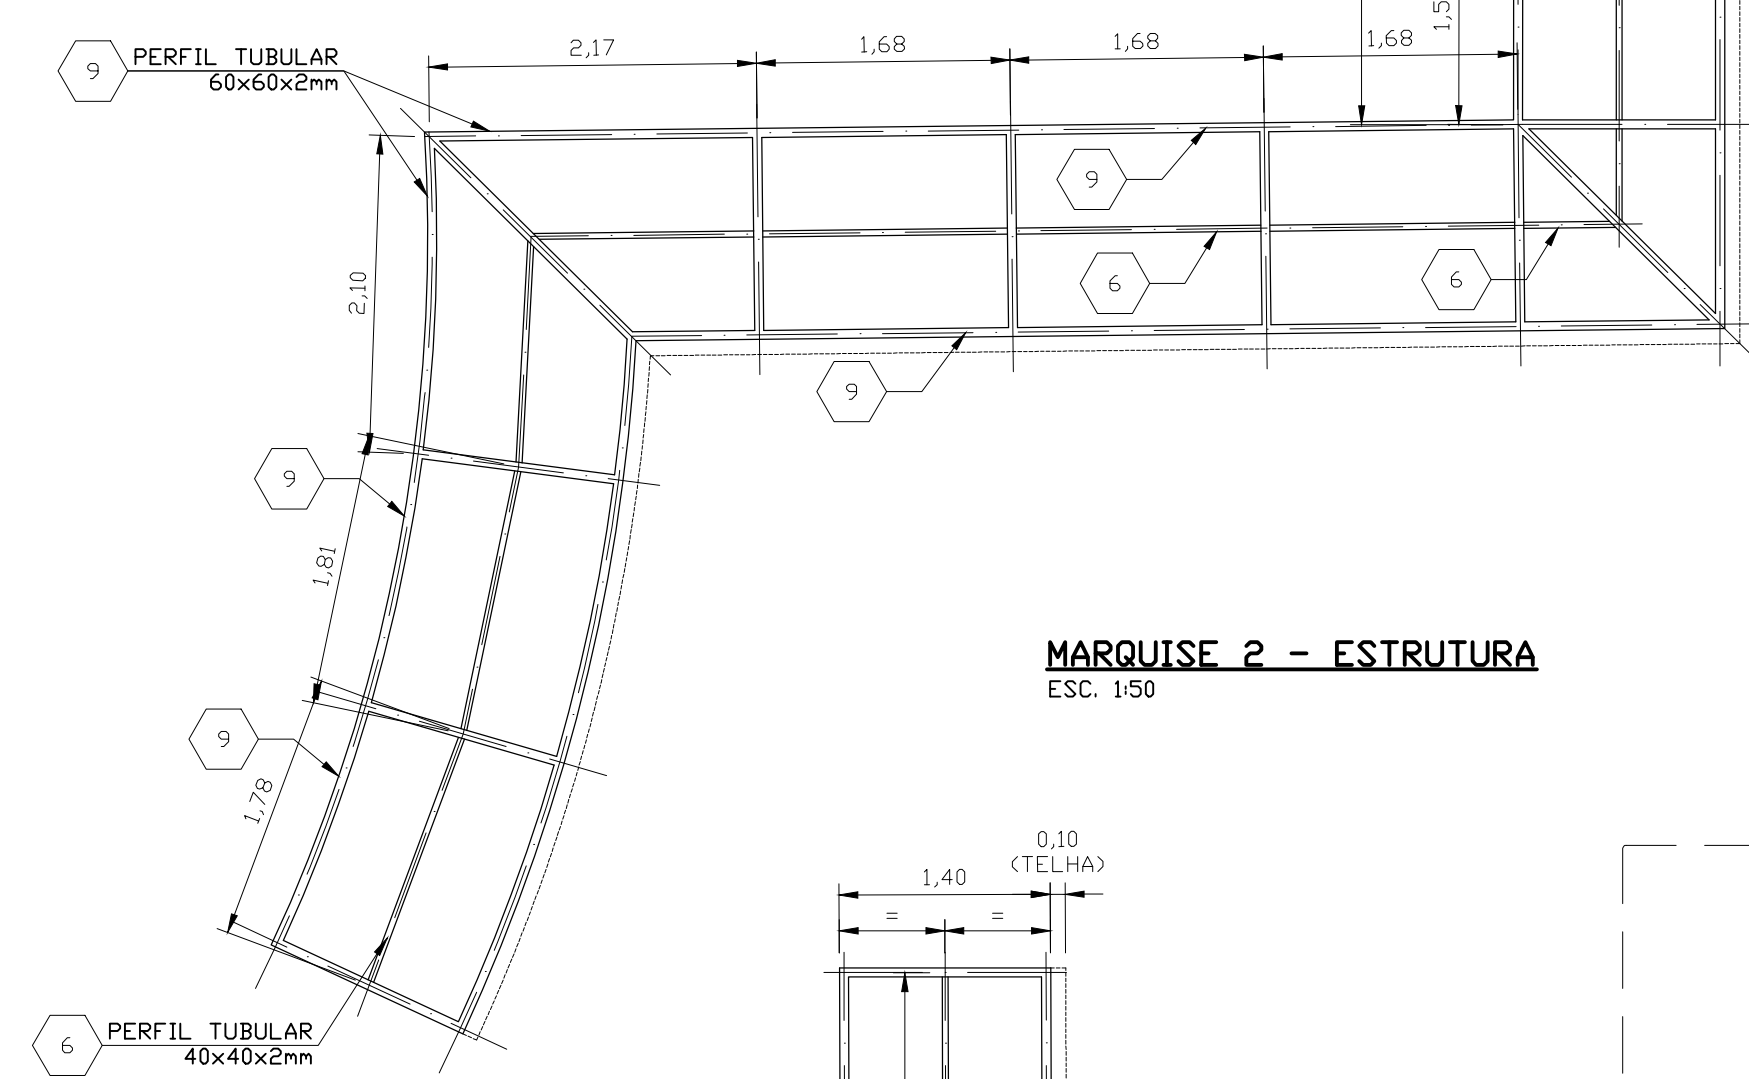 1,5
2,17
1,68
1,68
1,68
9
PERFIL TUBULAR
60x60x2mm
9
2,10
6
6
9
9
1,81
MARQUISE 2 - ESTRUTURA
ESC. 1:50
9
1,78
0,10
(TELHA)
1,40
=
=
6
PERFIL TUBULAR
40x40x2mm